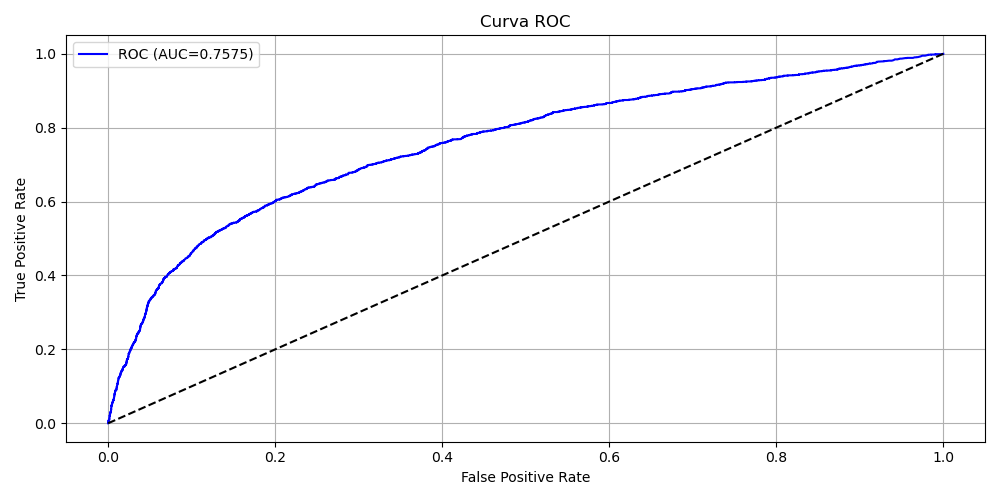 Curva ROC
ROC (AUC=0.7575)
True Positive Rate
1.0
0.8
0.6
0.4
0.2
0.0
0.0 0.2 0.4 0.6 0.8 1.0
False Positive Rate